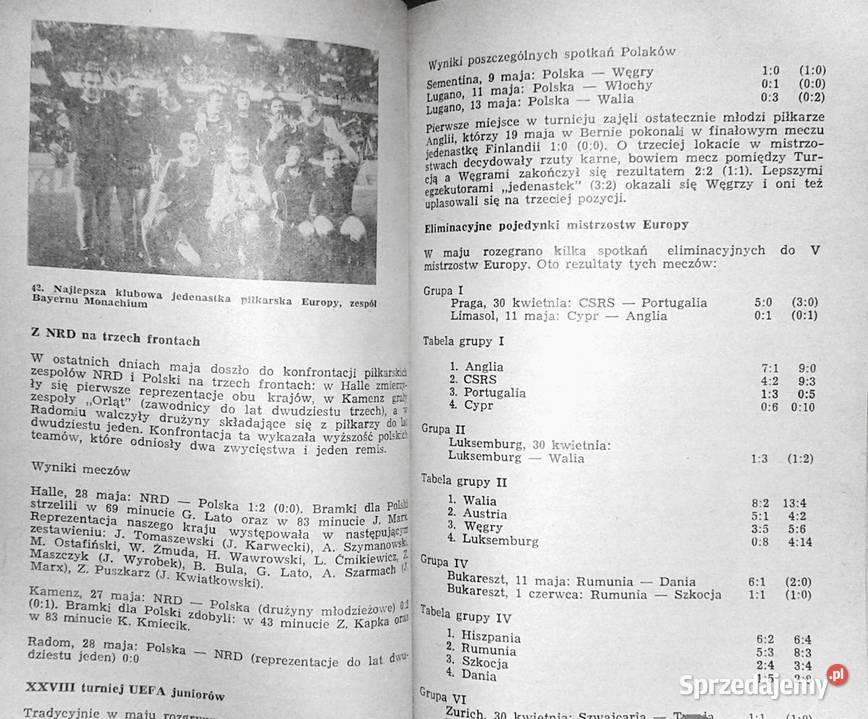 42. Najlepsza klubowa jedenastka piłkarska Europy, zespół
Bayernu Monachium
Z NRD na trzech frontach
W ostatnich dniach maja doszło do konfrontacji piłkarskich
zespołów NRD i Polski na trzech frontach: w Halle zmierzy-
ły się pierwsze reprezentacje obu krajów, w Kamenz grały
zespoły „Orląt” (zawodnicy do lat dwudziestu trzech), a w
Radomiu walczyły drużyny składające się z piłkarzy do lat
dwudziestu jeden. Konfrontacja ta wykazała wyższość polskich
teamów, które odniosły dwa zwycięstwa i jeden remis.
Wyniki meczów
Halle, 28 maja: NRD — Polska 1:2 (0:0). Bramki dla Polski
strzelili w 69 minucie G. Lato oraz w 83 minucie J. Marx.
Reprezentacja naszego kraju występowała w następującym
zestawieniu: J. Tomaszewski (J. Karwecki), A. Szymanowski,
M. Ostafiński, W. Żmuda, H. Wawrowski, L. Ćmikiewicz, Z.
Maszczyk (J. Wyrobek), B. Bula, G. Lato, A. Szarmach (J.
Marx), Z. Puszkarz (J. Kwiatkowski).
Kamenz, 27 maja: NRD — Polska (drużyny młodzieżowe) 0:2
(0:1). Bramki dla Polski zdobyli: w 43 minucie Z. Kapka oraz
w 83 minucie K. Kmiecik.
Radom, 28 maja: Polska — NRD (reprezentacje do lat dwu-
dziestu jeden) 0:0
XXVIII turniej UEFA juniorów
Tradycyjnie w maju
Wyniki poszczególnych spotkań Polaków
Sementina, 9 maja: Polska — Węgry 1:0 (1:0)
Lugano, 11 maja: Polska — Włochy 0:1 (0:0)
Lugano, 13 maja: Polska — Walia 0:3 (0:2)
Pierwsze miejsce w turnieju zajęli ostatecznie młodzi piłkarze
Anglii, którzy 19 maja w Bernie pokonali w finałowym meczu
jedenastkę Finlandii 1:0 (0:0). O trzeciej lokacie w mistrzo-
stwach decydowały rzuty karne, bowiem mecz pomiędzy Tur-
cją a Węgrami zakończył się rezultatem 2:2 (1:1). Lepszymi
egzekutorami „jedenastek” (3:2) okazali się Węgrzy i oni też
uplasowali się na trzeciej pozycji.
Eliminacyjne pojedynki mistrzostw Europy
W maju rozegrano kilka spotkań eliminacyjnych do V
mistrzostw Europy. Oto rezultaty tych meczów:
Grupa I
Praga, 30 kwietnia: CSRS — Portugalia 5:0 (3:0)
Limasol, 11 maja: Cypr — Anglia 0:1 (0:1)
Tabela grupy I
1. Anglia 7:1 9:0
2. CSRS 4:2 9:3
3. Portugalia 1:3 0:5
4. Cypr 0:6 0:10
Grupa II
Luksemburg, 30 kwietnia:
Luksemburg — Walia 1:3 (1:2)
Tabela grupy II
1. Walia 8:2 13:4
2. Austria 5:1 4:2
3. Węgry 3:5 5:6
4. Luksemburg 0:8 4:14
Grupa IV
Bukareszt, 11 maja: Rumunia — Dania 6:1 (2:0)
Bukareszt, 1 czerwca: Rumunia — Szkocja 1:1 (1:0)
Tabela grupy IV
1. Hiszpania 6:2 6:4
2. Rumunia 5:3 8:3
3. Szkocja 2:4 3:4
4. Dania 1:5
Grupa VI
Zurich, 30 kwietnia: Szwajcaria —
Sprzedajemy.pl